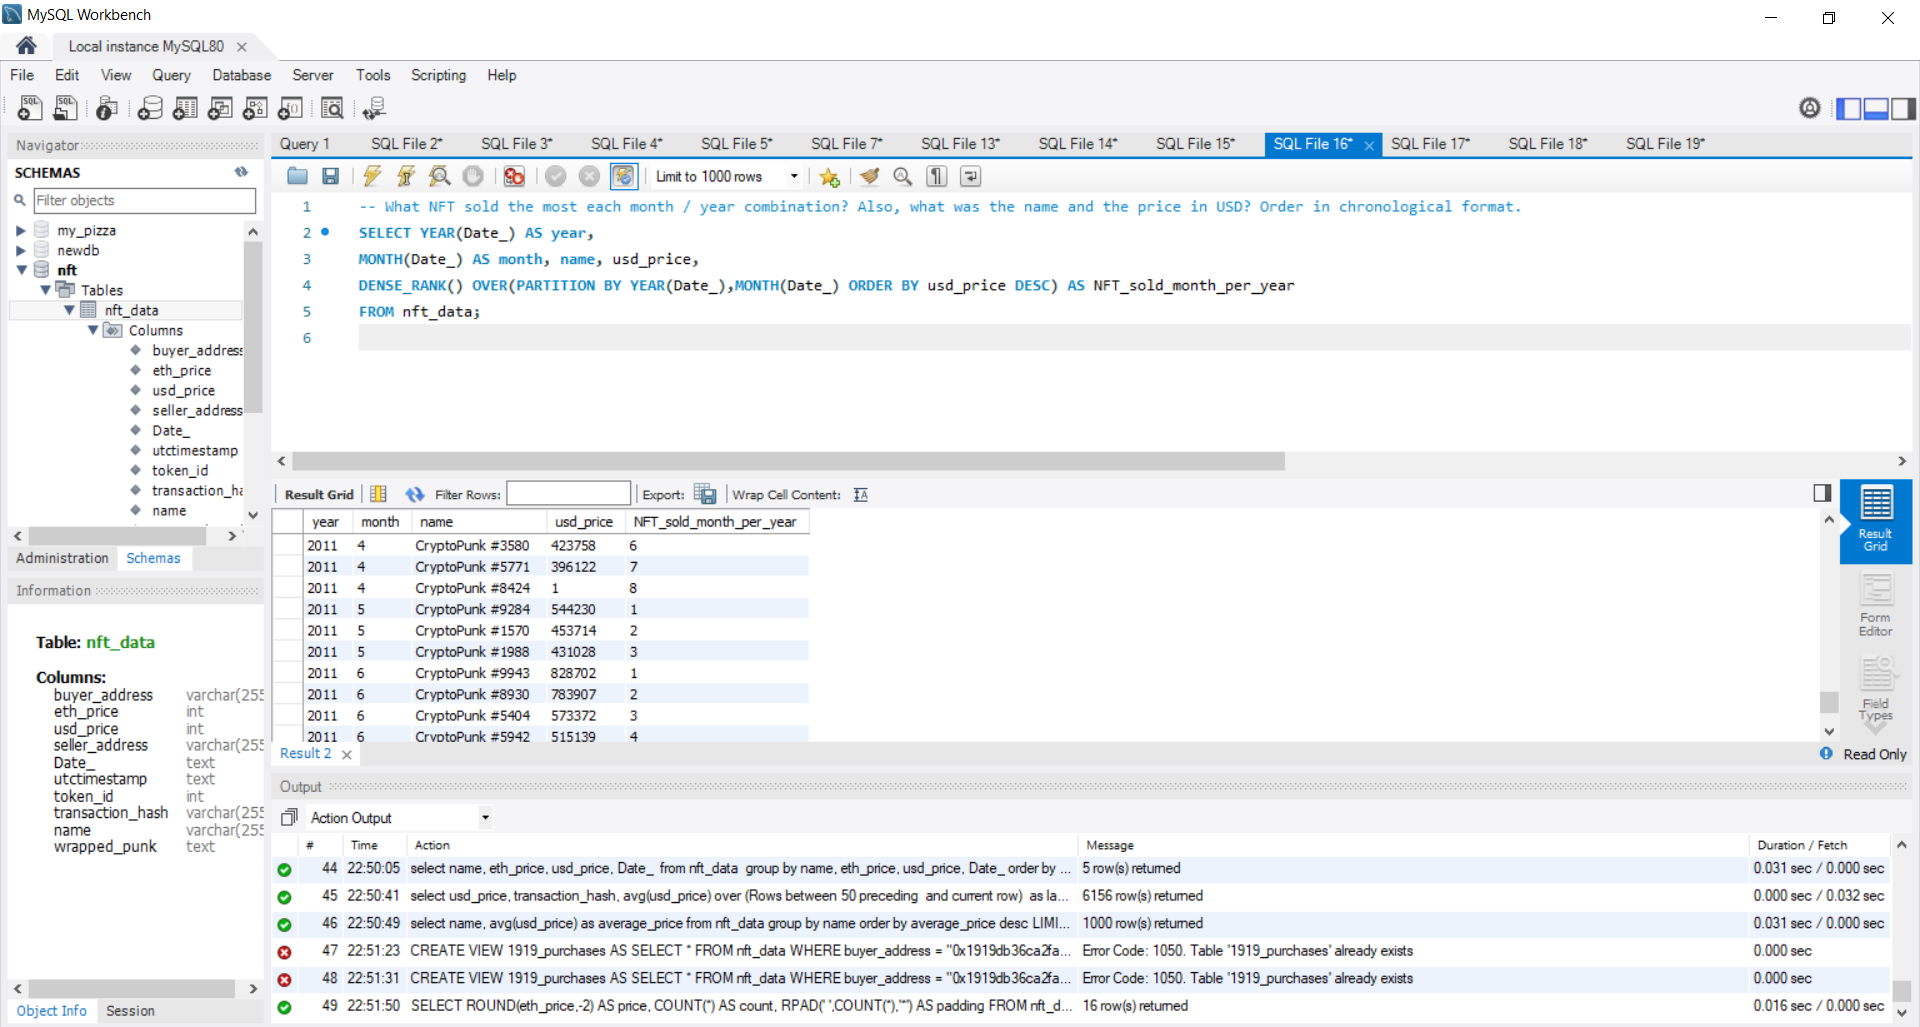 MySQL Workbench
Local instance MySQL80
File Edit View Query Database Server Tools Scripting Help
Navigator
SCHEMAS
Filter objects
my_pizza
newdb
nft
Tables
nft_data
Columns
buyer_address
eth_price
usd_price
seller_address
Date_
utctimestamp
token_id
transaction_ha
name
Administration Schemas
Information
Table: nft_data
Columns:
buyer_address varchar(255
eth_price int
usd_price int
seller_address varchar(255
Date_ text
utctimestamp text
token_id int
transaction_hash varchar(255
name varchar(255
wrapped_punk text
Object Info Session
Query 1 SQL File 2* SQL File 3* SQL File 4* SQL File 5* SQL File 7* SQL File 13* SQL File 14* SQL File 15* SQL File 16* SQL File 17* SQL File 18* SQL File 19*
Limit to 1000 rows
1 -- What NFT sold the most each month / year combination? Also, what was the name and the price in USD? Order in chronological format.
2 SELECT YEAR(Date_) AS year,
3 MONTH(Date_) AS month, name, usd_price,
4 DENSE_RANK() OVER(PARTITION BY YEAR(Date_),MONTH(Date_) ORDER BY usd_price DESC) AS NFT_sold_month_per_year
5 FROM nft_data;
6
Result Grid Filter Rows: Export: Wrap Cell Content:
year month name usd_price NFT_sold_month_per_year
2011 4 CryptoPunk #3580 423758 6
2011 4 CryptoPunk #5771 396122 7
2011 4 CryptoPunk #8424 1 8
2011 5 CryptoPunk #9284 544230 1
2011 5 CryptoPunk #1570 453714 2
2011 5 CryptoPunk #1988 431028 3
2011 6 CryptoPunk #9943 828702 1
2011 6 CryptoPunk #8930 783907 2
2011 6 CryptoPunk #5404 573372 3
2011 6 CryptoPunk #5942 515139 4
Result Grid
Form Editor
Field Types
Result 2
Read Only
Output
Action Output
# Time Action Message Duration / Fetch
44 22:50:05 select name, eth_price, usd_price, Date_ from nft_data group by name, eth_price, usd_price, Date_ order by ... 5 row(s) returned 0.031 sec / 0.000 sec
45 22:50:41 select usd_price, transaction_hash, avg(usd_price) over (Rows between 50 preceding and current row) as la... 6156 row(s) returned 0.000 sec / 0.032 sec
46 22:50:49 select name, avg(usd_price) as average_price from nft_data group by name order by average_price desc LIMI... 1000 row(s) returned 0.031 sec / 0.000 sec
47 22:51:23 CREATE VIEW 1919_purchases AS SELECT * FROM nft_data WHERE buyer_address = "0x1919db36ca2fa... Error Code: 1050. Table '1919_purchases' already exists 0.000 sec
48 22:51:31 CREATE VIEW 1919_purchases AS SELECT * FROM nft_data WHERE buyer_address = "0x1919db36ca2fa... Error Code: 1050. Table '1919_purchases' already exists 0.000 sec
49 22:51:50 SELECT ROUND(eth_price,-2) AS price, COUNT(*) AS count, RPAD('',COUNT(*),'*') AS padding FROM nft_d... 16 row(s) returned 0.016 sec / 0.000 sec